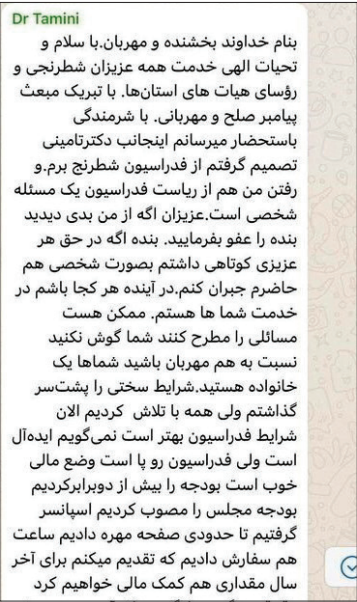 Dr Tamini
بنام خداوند بخشنده و مهربان.با سلام و
تحیات الهی خدمت همه عزیزان شطرنجی و
رؤسای هیات های استان‌ها. با تبریک مبعث
پیامبر صلح و مهربانی. با شرمندگی
باستحضار میرسانم اینجانب دکترتامینی
تصمیم گرفتم از فدراسیون شطرنج برم.و
رفتن من هم از ریاست فدراسیون یک مسئله
شخصی است.عزیزان اگه از من بدی دیدید
بنده را عفو بفرمایید. بنده اگه در حق هر
عزیزی کوتاهی داشتم بصورت شخصی هم
حاضرم جبران کنم.در آینده هر کجا باشم در
خدمت شما ها هستم. ممکن هست
مسائلی را مطرح کنند شما گوش نکنید
نسبت به هم مهربان باشید شماها یک
خانواده هستید.شرایط سختی را پشت‌سر
گذاشتم ولی همه با تلاش کردیم الان
شرایط فدراسیون بهتر است نمی‌گویم ایده‌آل
است ولی فدراسیون رو پا است وضع مالی
خوب است بودجه را بیش از دوبرابرکردیم
بودجه مجلس را مصوب کردیم اسپانسر
گرفتیم تا حدودی صفحه مهره دادیم ساعت
هم سفارش دادیم که تقدیم میکنم برای آخر
سال مقداری هم کمک مالی خواهیم کرد